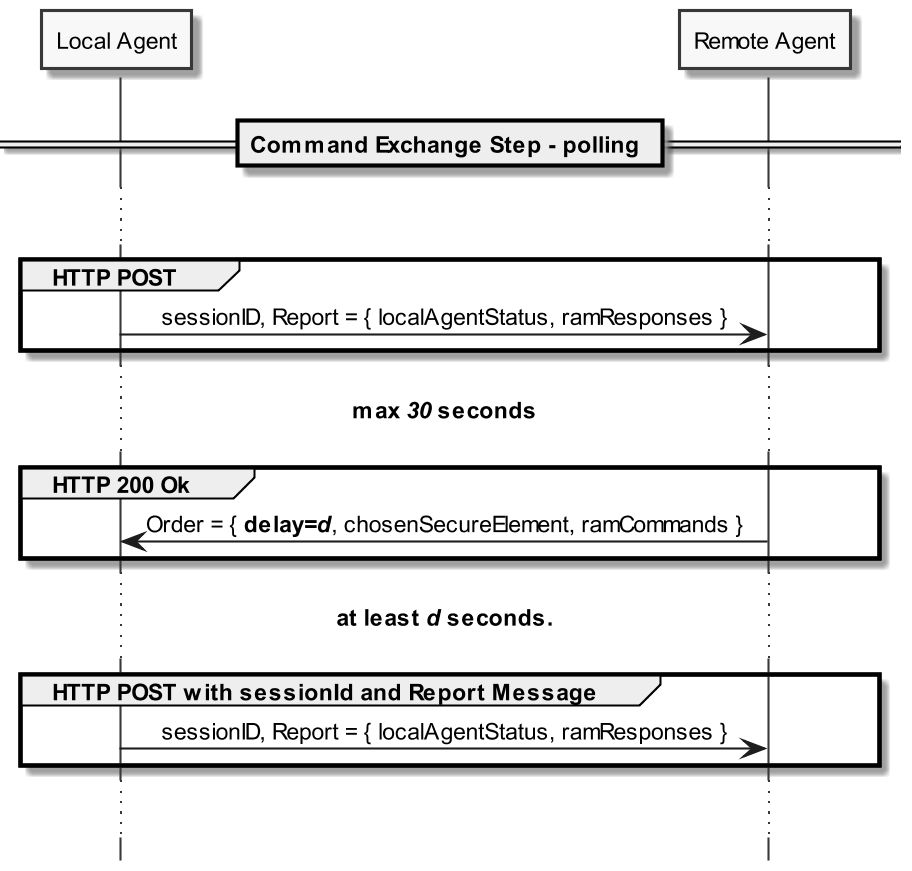 Local Agent
Remote Agent
Command Exchange Step - polling
HTTP POST
sessionID, Report = { localAgentStatus, ramResponses }
max 30 seconds
HTTP 200 Ok
Order = { delay=d, chosenSecureElement, ramCommands }
at least d seconds.
HTTP POST with sessionId and Report Message
sessionID, Report = { localAgentStatus, ramResponses }